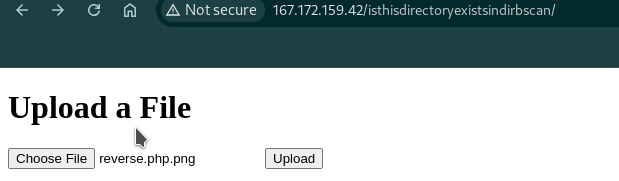 Not secure 167.172.159.42/isthisdirectoryexistsindirbscan/
Upload a File
Choose File reverse.php.png Upload